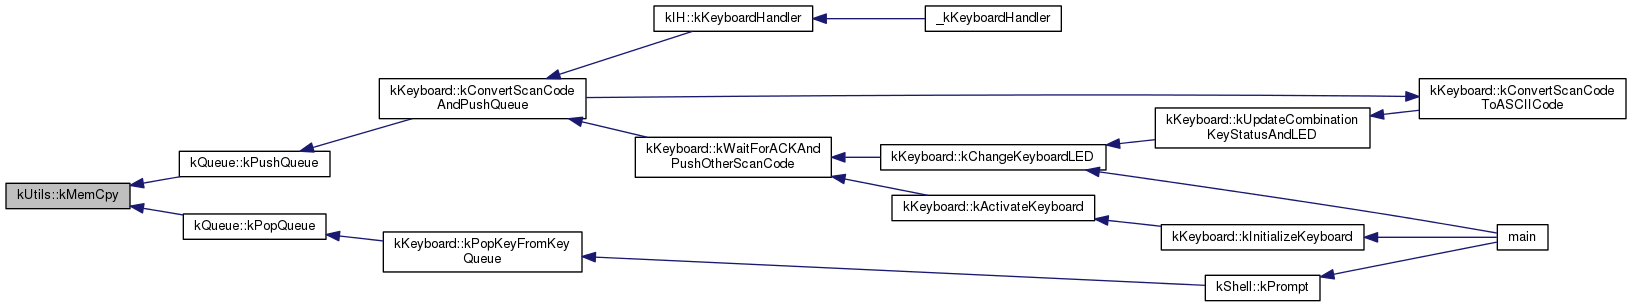 kIH::kKeyboardHandler
_kKeyboardHandler
kKeyboard::kConvertScanCode
AndPushQueue
kKeyboard::kConvertScanCode
ToASCIICode
kKeyboard::kUpdateCombination
KeyStatusAndLED
kKeyboard::kWaitForACKAnd
PushOtherScanCode
kKeyboard::kChangeKeyboardLED
kQueue::kPushQueue
kUtils::kMemCpy
kKeyboard::kActivateKeyboard
kQueue::kPopQueue
kKeyboard::kPopKeyFromKey
Queue
kKeyboard::kInitializeKeyboard
main
kShell::kPrompt